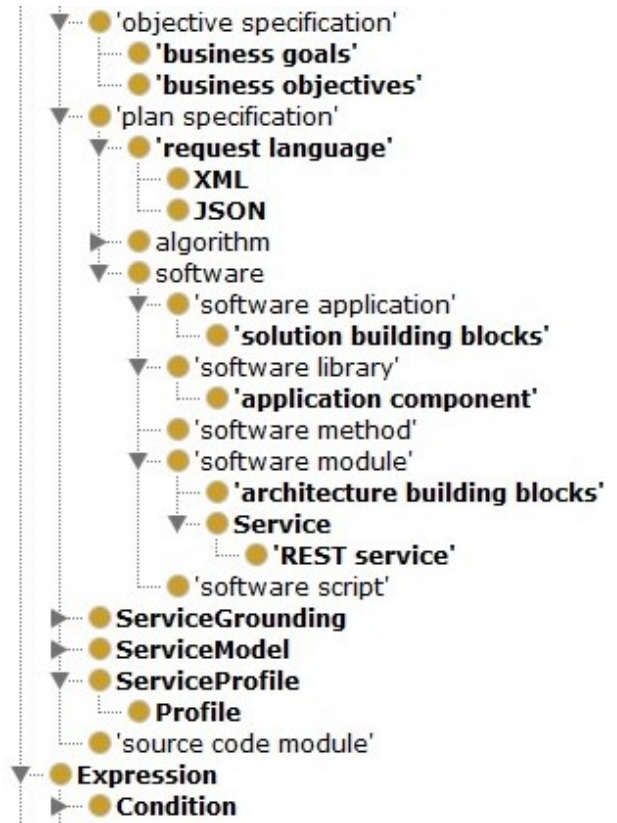 'objective specification'
'business goals'
'business objectives'
'plan specification'
'request language'
XML
JSON
algorithm
software
'software application'
'solution building blocks'
'software library'
'application component'
'software method'
'software module'
'architecture building blocks'
Service
'REST service'
'software script'
ServiceGrounding
ServiceModel
ServiceProfile
Profile
'source code module'
Expression
Condition